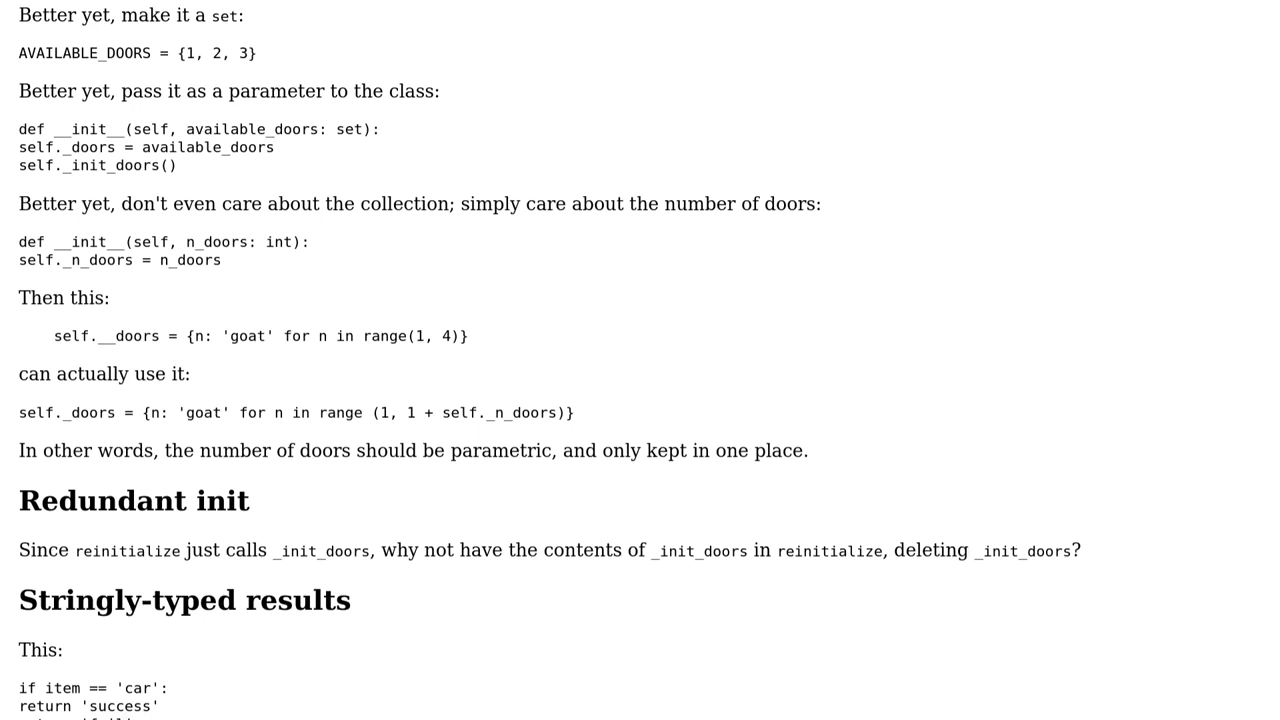 Better yet, make it a set:
AVAILABLE_DOORS = {1, 2, 3}
Better yet, pass it as a parameter to the class:
def __init__(self, available_doors: set):
self._doors = available_doors
self._init_doors()
Better yet, don't even care about the collection; simply care about the number of doors:
def __init__(self, n_doors: int):
self._n_doors = n_doors
Then this:
    self.__doors = {n: 'goat' for n in range(1, 4)}
can actually use it:
self._doors = {n: 'goat' for n in range (1, 1 + self._n_doors)}
In other words, the number of doors should be parametric, and only kept in one place.
Redundant init
Since reinitialize just calls _init_doors, why not have the contents of _init_doors in reinitialize, deleting _init_doors?
Stringly-typed results
This:
if item == 'car':
return 'success'